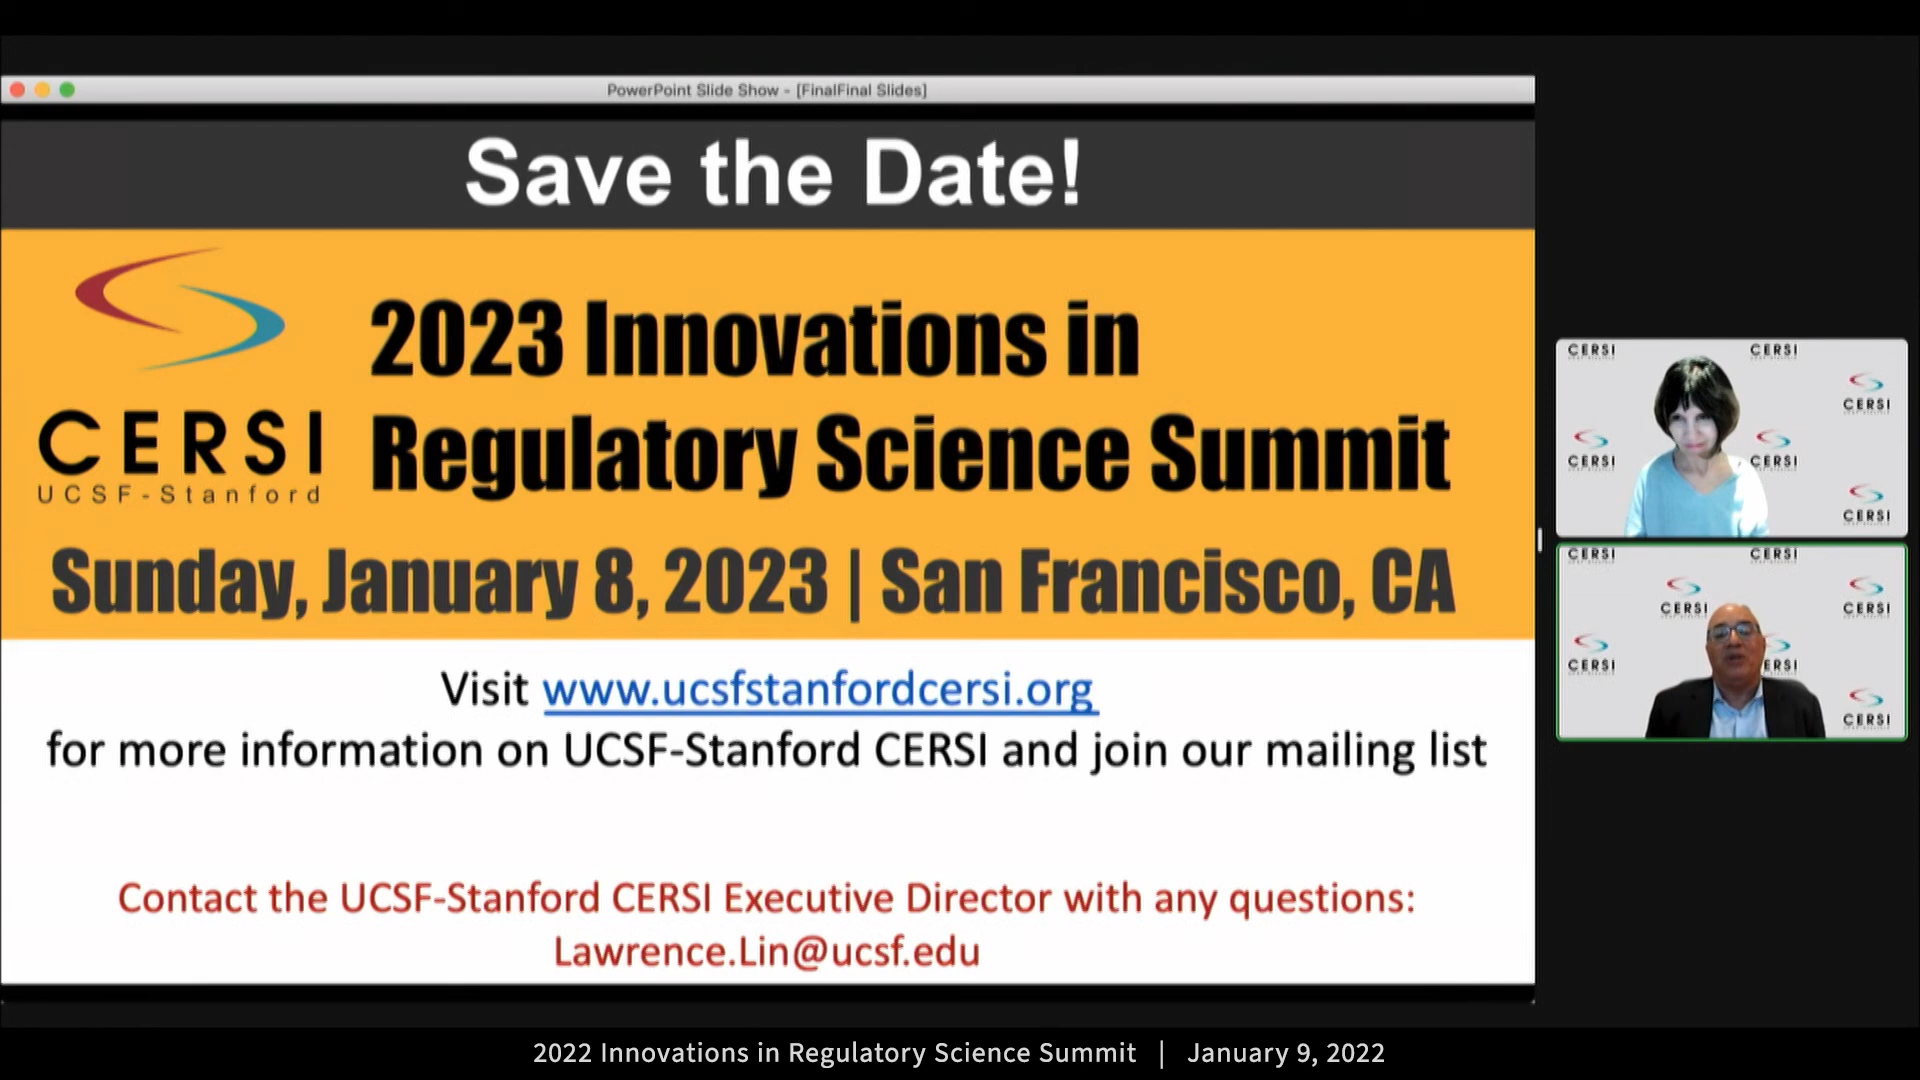 PowerPoint Slide Show - [FinalFinal Slides]
Save the Date!
CERSI
UCSF-Stanford
2023 Innovations in
Regulatory Science Summit
Sunday, January 8, 2023 | San Francisco, CA
Visit www.ucsfstanfordcersi.org
for more information on UCSF-Stanford CERSI and join our mailing list
Contact the UCSF-Stanford CERSI Executive Director with any questions:
Lawrence.Lin@ucsf.edu
CERSI CERSI
CERSI
CERSI CERSI
CERSI
CERSI CERSI
CERSI CERSI
CERSI ERSI
CERSI
2022 Innovations in Regulatory Science Summit | January 9, 2022